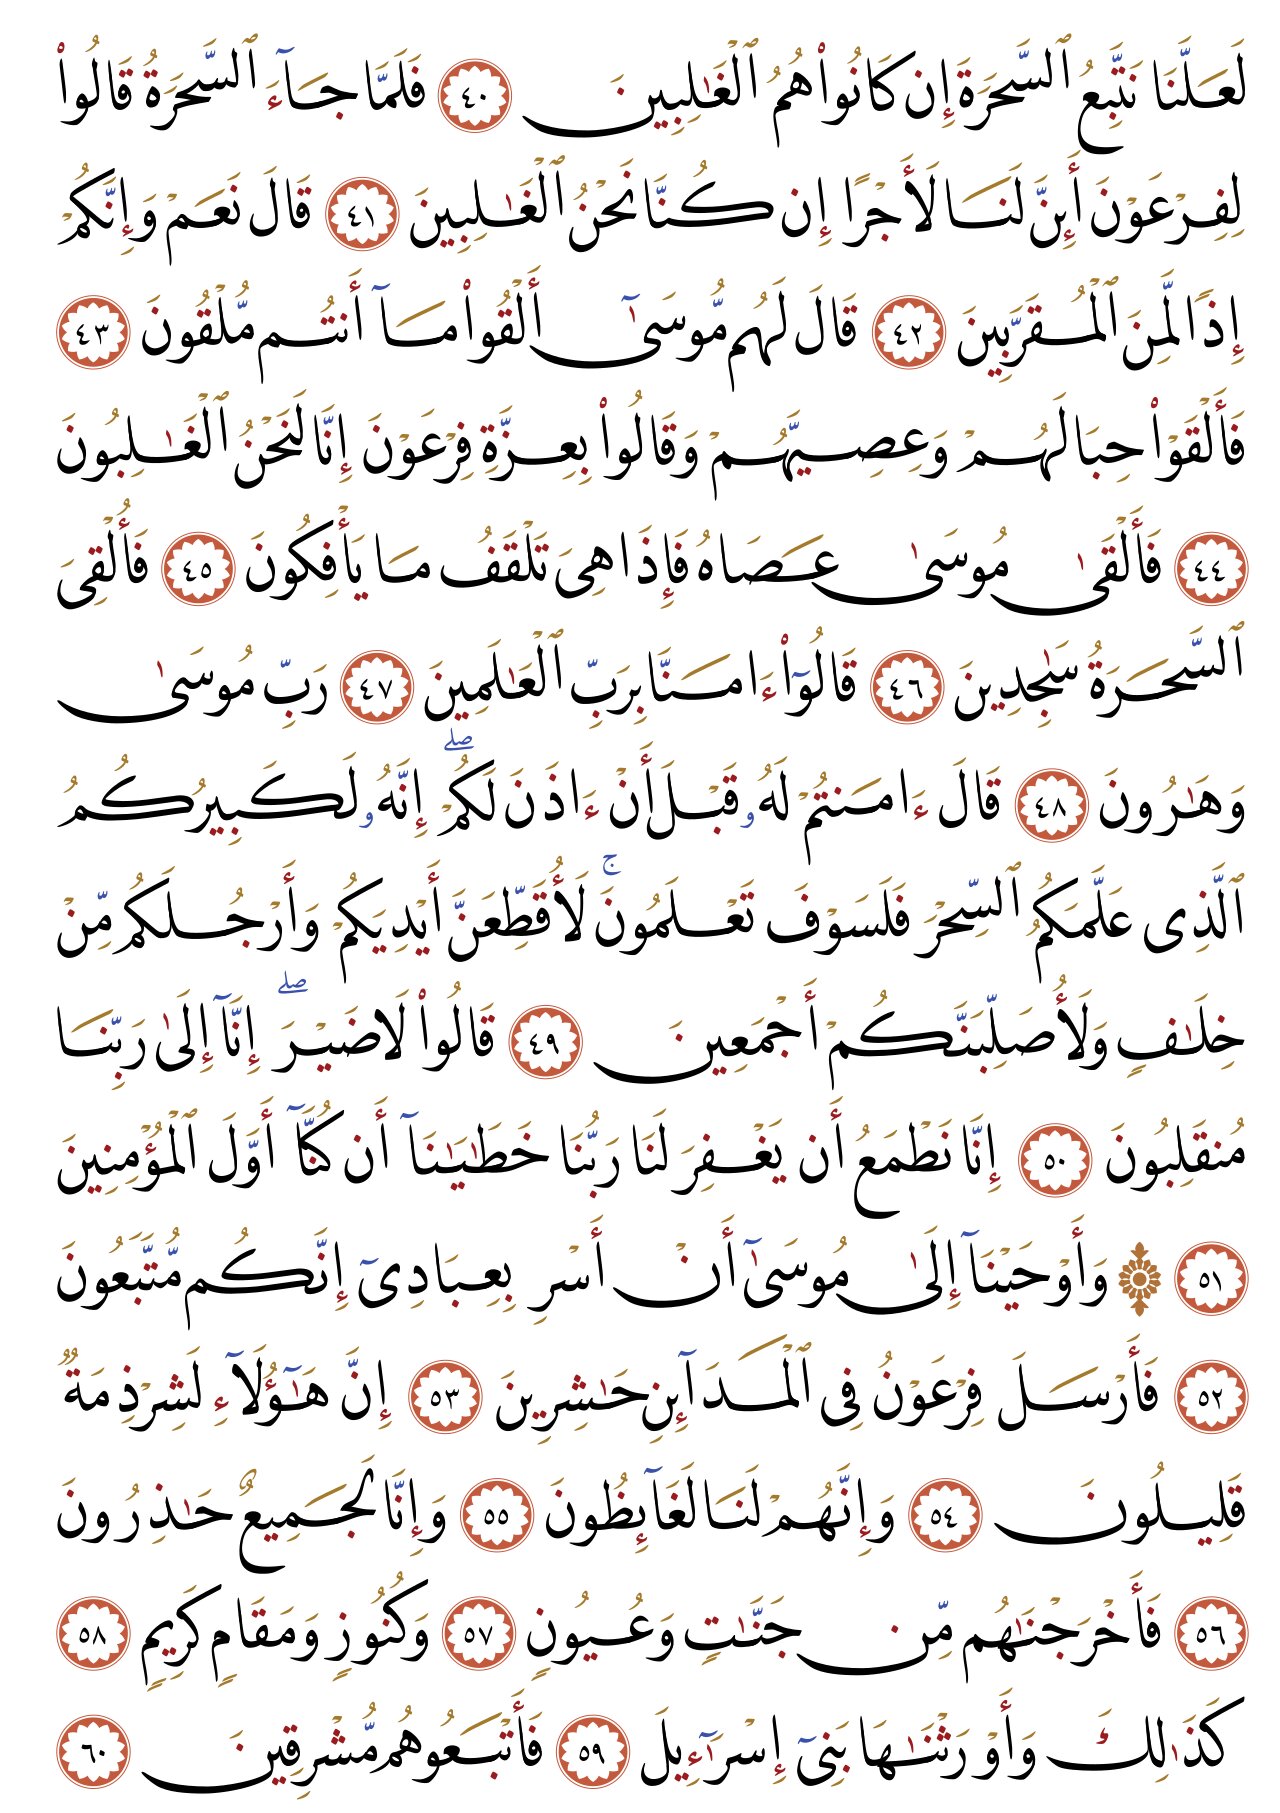 لَعَلَّنَا نَتَّبِعُ ٱلسَّحَرَةَ إِن كَانُوا۟ هُمُ ٱلْغَـٰلِبِينَ ٤٠ فَلَمَّا جَآءَ ٱلسَّحَرَةُ قَالُوا۟
لِفِرْعَوْنَ أَئِنَّ لَنَا لَأَجْرًا إِن كُنَّا نَحْنُ ٱلْغَـٰلِبِينَ ٤١ قَالَ نَعَمْ وَإِنَّكُمْ
إِذًا لَّمِنَ ٱلْمُقَرَّبِينَ ٤٢ قَالَ لَهُم مُّوسَىٰٓ أَلْقُوا۟ مَآ أَنتُم مُّلْقُونَ ٤٣
فَأَلْقَوْا۟ حِبَالَهُمْ وَعِصِيَّهُمْ وَقَالُوا۟ بِعِزَّةِ فِرْعَوْنَ إِنَّا لَنَحْنُ ٱلْغَـٰلِبُونَ
٤٤ فَأَلْقَىٰ مُوسَىٰ عَصَاهُ فَإِذَا هِىَ تَلْقَفُ مَا يَأْفِكُونَ ٤٥ فَأُلْقِىَ
ٱلسَّحَرَةُ سَـٰجِدِينَ ٤٦ قَالُوٓا۟ ءَامَنَّا بِرَبِّ ٱلْعَـٰلَمِينَ ٤٧ رَبِّ مُوسَىٰ
وَهَـٰرُونَ ٤٨ قَالَ ءَامَنتُمْ لَهُۥ قَبْلَ أَنْ ءَاذَنَ لَكُمْ ۖ إِنَّهُۥ لَكَبِيرُكُمُ
ٱلَّذِى عَلَّمَكُمُ ٱلسِّحْرَ فَلَسَوْفَ تَعْلَمُونَ ۚ لَأُقَطِّعَنَّ أَيْدِيَكُمْ وَأَرْجُلَكُم مِّنْ
خِلَـٰفٍ وَلَأُصَلِّبَنَّكُمْ أَجْمَعِينَ ٤٩ قَالُوا۟ لَا ضَيْرَ ۖ إِنَّآ إِلَىٰ رَبِّنَا
مُنقَلِبُونَ ٥٠ إِنَّا نَطْمَعُ أَن يَغْفِرَ لَنَا رَبُّنَا خَطَـٰيَـٰنَآ أَن كُنَّآ أَوَّلَ ٱلْمُؤْمِنِينَ
٥١ ۞ وَأَوْحَيْنَآ إِلَىٰ مُوسَىٰٓ أَنْ أَسْرِ بِعِبَادِىٓ إِنَّكُم مُّتَّبَعُونَ
٥٢ فَأَرْسَلَ فِرْعَوْنُ فِى ٱلْمَدَآئِنِ حَـٰشِرِينَ ٥٣ إِنَّ هَـٰٓؤُلَآءِ لَشِرْذِمَةٌ
قَلِيلُونَ ٥٤ وَإِنَّهُمْ لَنَا لَغَآئِظُونَ ٥٥ وَإِنَّا لَجَمِيعٌ حَـٰذِرُونَ
٥٦ فَأَخْرَجْنَـٰهُم مِّن جَنَّـٰتٍ وَعُيُونٍ ٥٧ وَكُنُوزٍ وَمَقَامٍ كَرِيمٍ ٥٨
كَذَٰلِكَ وَأَوْرَثْنَـٰهَا بَنِىٓ إِسْرَٰٓءِيلَ ٥٩ فَأَتْبَعُوهُم مُّشْرِقِينَ ٦٠